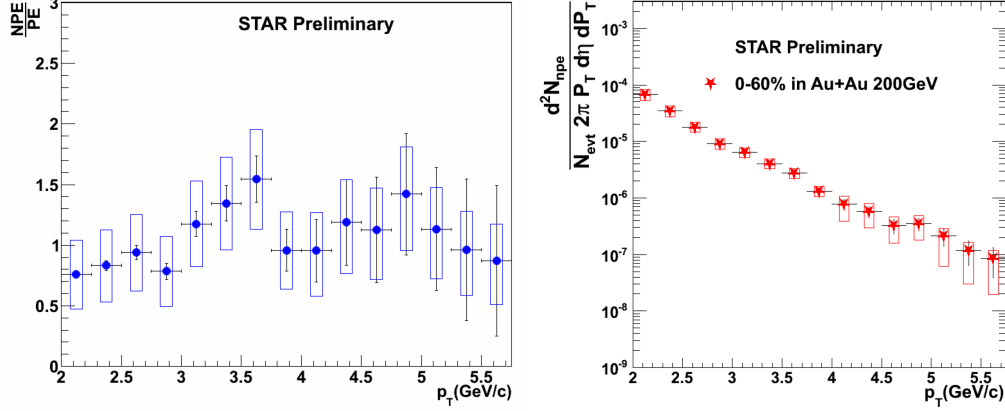 NPE
PE
STAR Preliminary
3
2.5
2
1.5
1
0.5
0
2 2.5 3 3.5 4 4.5 5 5.5
p_T(GeV/c)
d²N_npe
N_evt 2π P_T dη dP_T
STAR Preliminary
0-60% in Au+Au 200GeV
10⁻³
10⁻⁴
10⁻⁵
10⁻⁶
10⁻⁷
10⁻⁸
10⁻⁹
2 2.5 3 3.5 4 4.5 5 5.5
p_T(GeV/c)